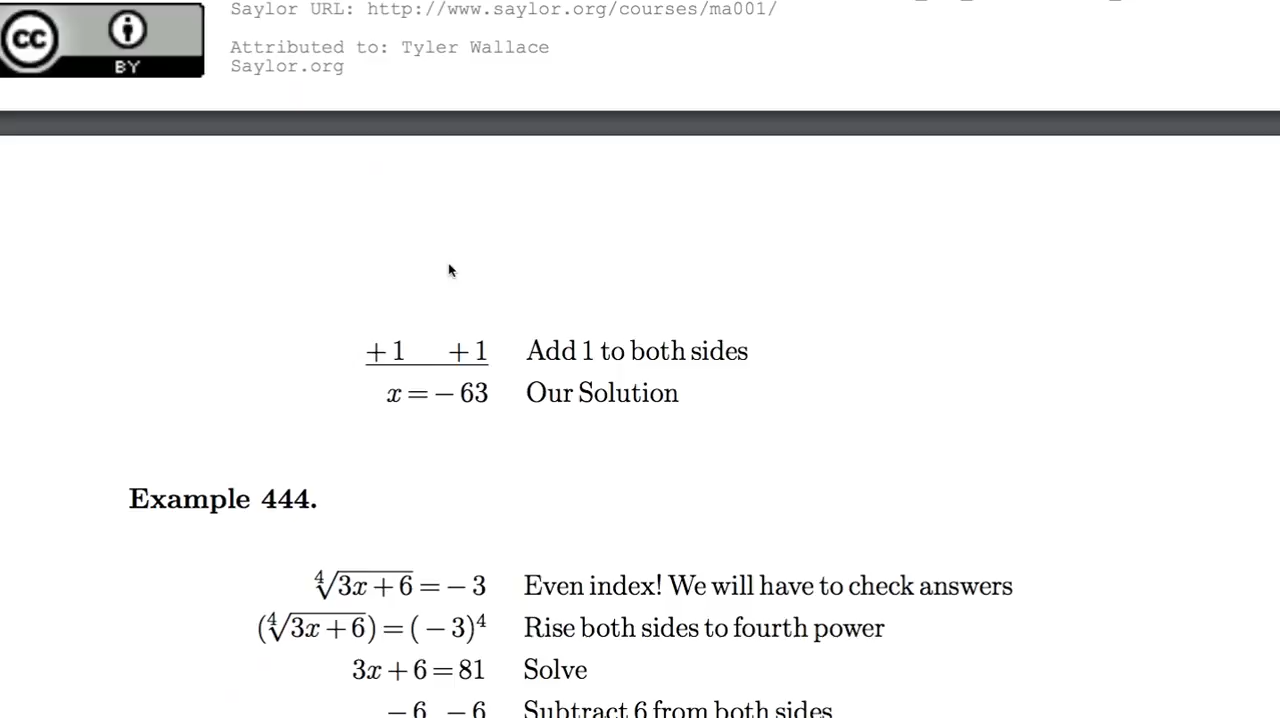 Saylor URL: http://www.saylor.org/courses/ma001/
Attributed to: Tyler Wallace
Saylor.org
cc
BY
+1 +1 Add 1 to both sides
x = − 63 Our Solution
Example 444.
∜(3x + 6) = − 3 Even index! We will have to check answers
(∜(3x + 6)) = ( − 3)⁴ Rise both sides to fourth power
3x + 6 = 81 Solve
− 6 − 6 Subtract 6 from both sides